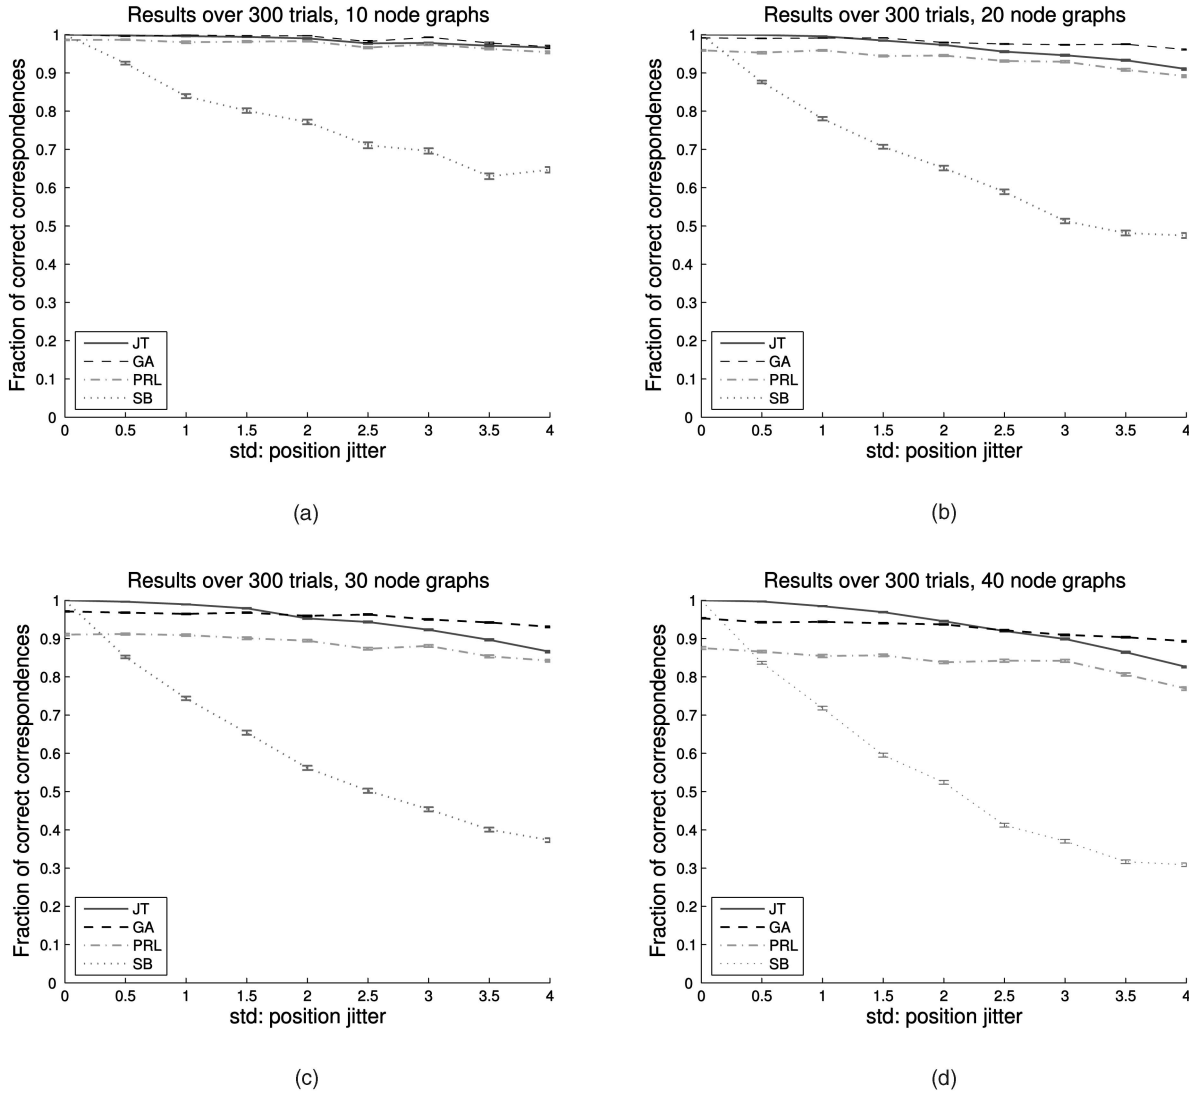 Results over 300 trials, 10 node graphs
1
0.9
0.8
0.7
0.6
0.5
0.4
0.3
0.2
0.1
0
Fraction of correct correspondences
JT
GA
PRL
SB
0 0.5 1 1.5 2 2.5 3 3.5 4
std: position jitter
(a)
Results over 300 trials, 20 node graphs
1
0.9
0.8
0.7
0.6
0.5
0.4
0.3
0.2
0.1
0
Fraction of correct correspondences
JT
GA
PRL
SB
0 0.5 1 1.5 2 2.5 3 3.5 4
std: position jitter
(b)
Results over 300 trials, 30 node graphs
1
0.9
0.8
0.7
0.6
0.5
0.4
0.3
0.2
0.1
0
Fraction of correct correspondences
JT
GA
PRL
SB
0 0.5 1 1.5 2 2.5 3 3.5 4
std: position jitter
(c)
Results over 300 trials, 40 node graphs
1
0.9
0.8
0.7
0.6
0.5
0.4
0.3
0.2
0.1
0
Fraction of correct correspondences
JT
GA
PRL
SB
0 0.5 1 1.5 2 2.5 3 3.5 4
std: position jitter
(d)